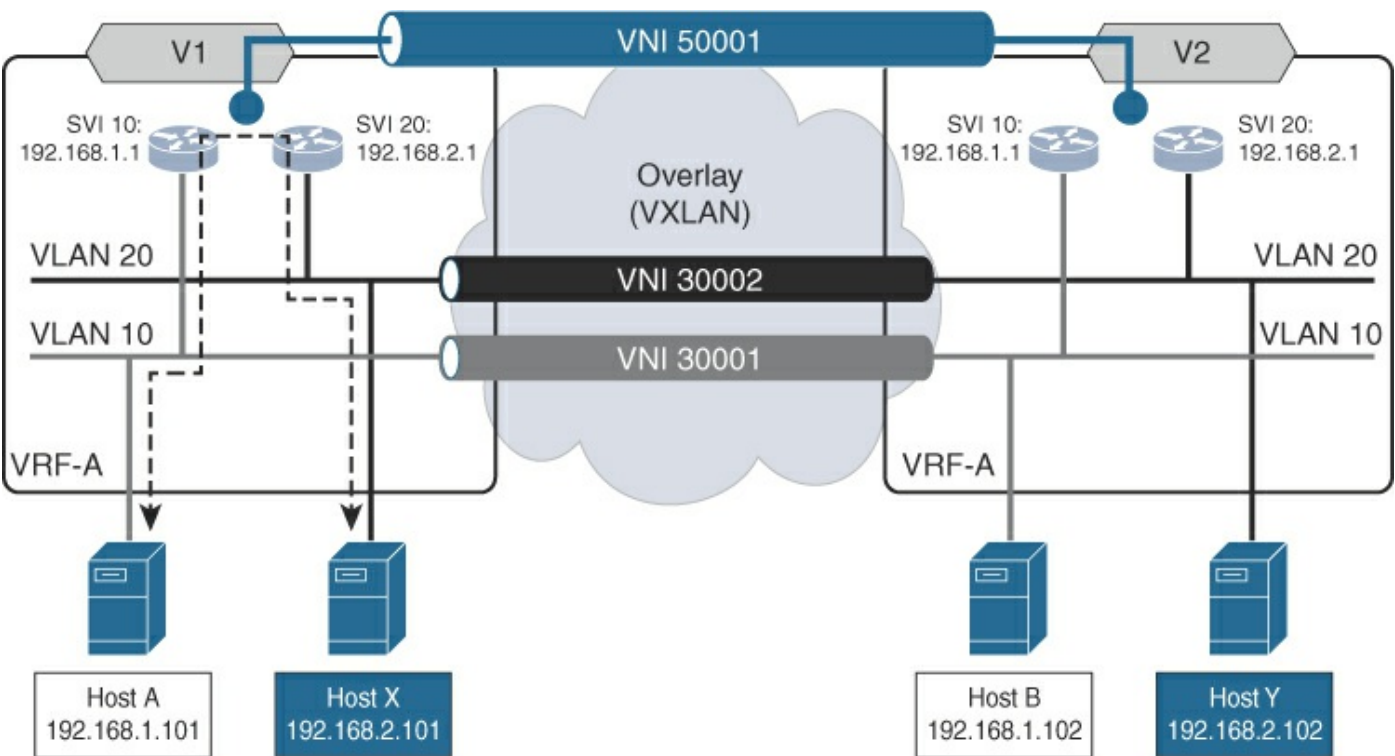 VNI 50001
V1
V2
SVI 10:
192.168.1.1
SVI 20:
192.168.2.1
SVI 10:
192.168.1.1
SVI 20:
192.168.2.1
Overlay
(VXLAN)
VLAN 20
VNI 30002
VLAN 20
VLAN 10
VNI 30001
VLAN 10
VRF-A
VRF-A
Host A
192.168.1.101
Host X
192.168.2.101
Host B
192.168.1.102
Host Y
192.168.2.102